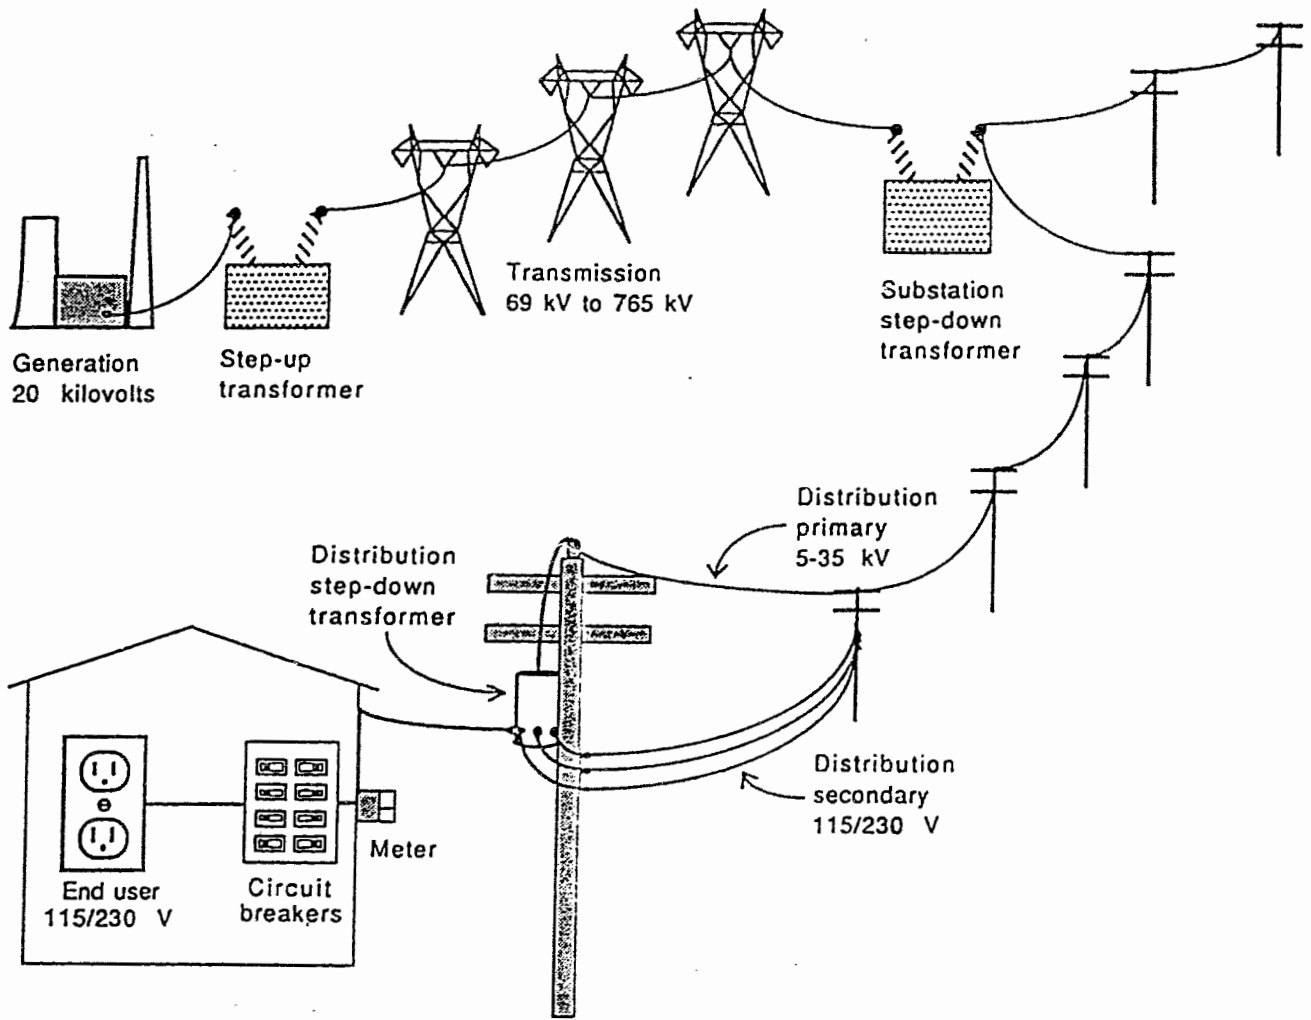 Generation
20 kilovolts
Step-up
transformer
Transmission
69 kV to 765 kV
Substation
step-down
transformer
Distribution
primary
5-35 kV
Distribution
step-down
transformer
Distribution
secondary
115/230 V
Meter
Circuit
breakers
End user
115/230 V